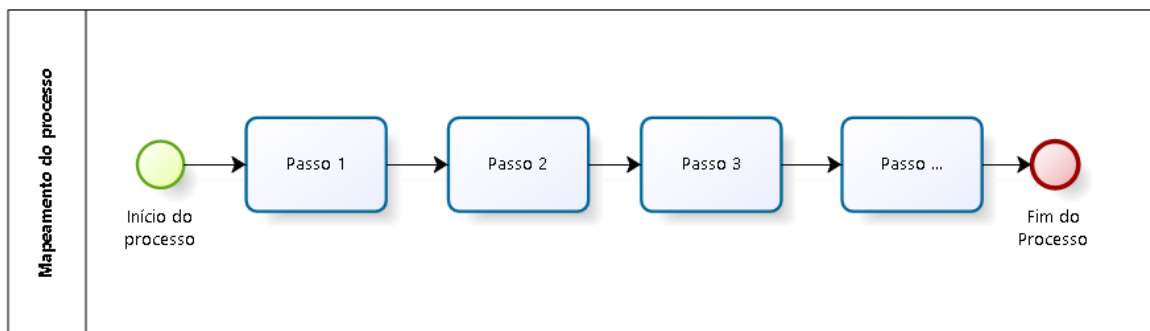 Mapeamento do processo
Início do
processo
Passo 1
Passo 2
Passo 3
Passo ...
Fim do
Processo